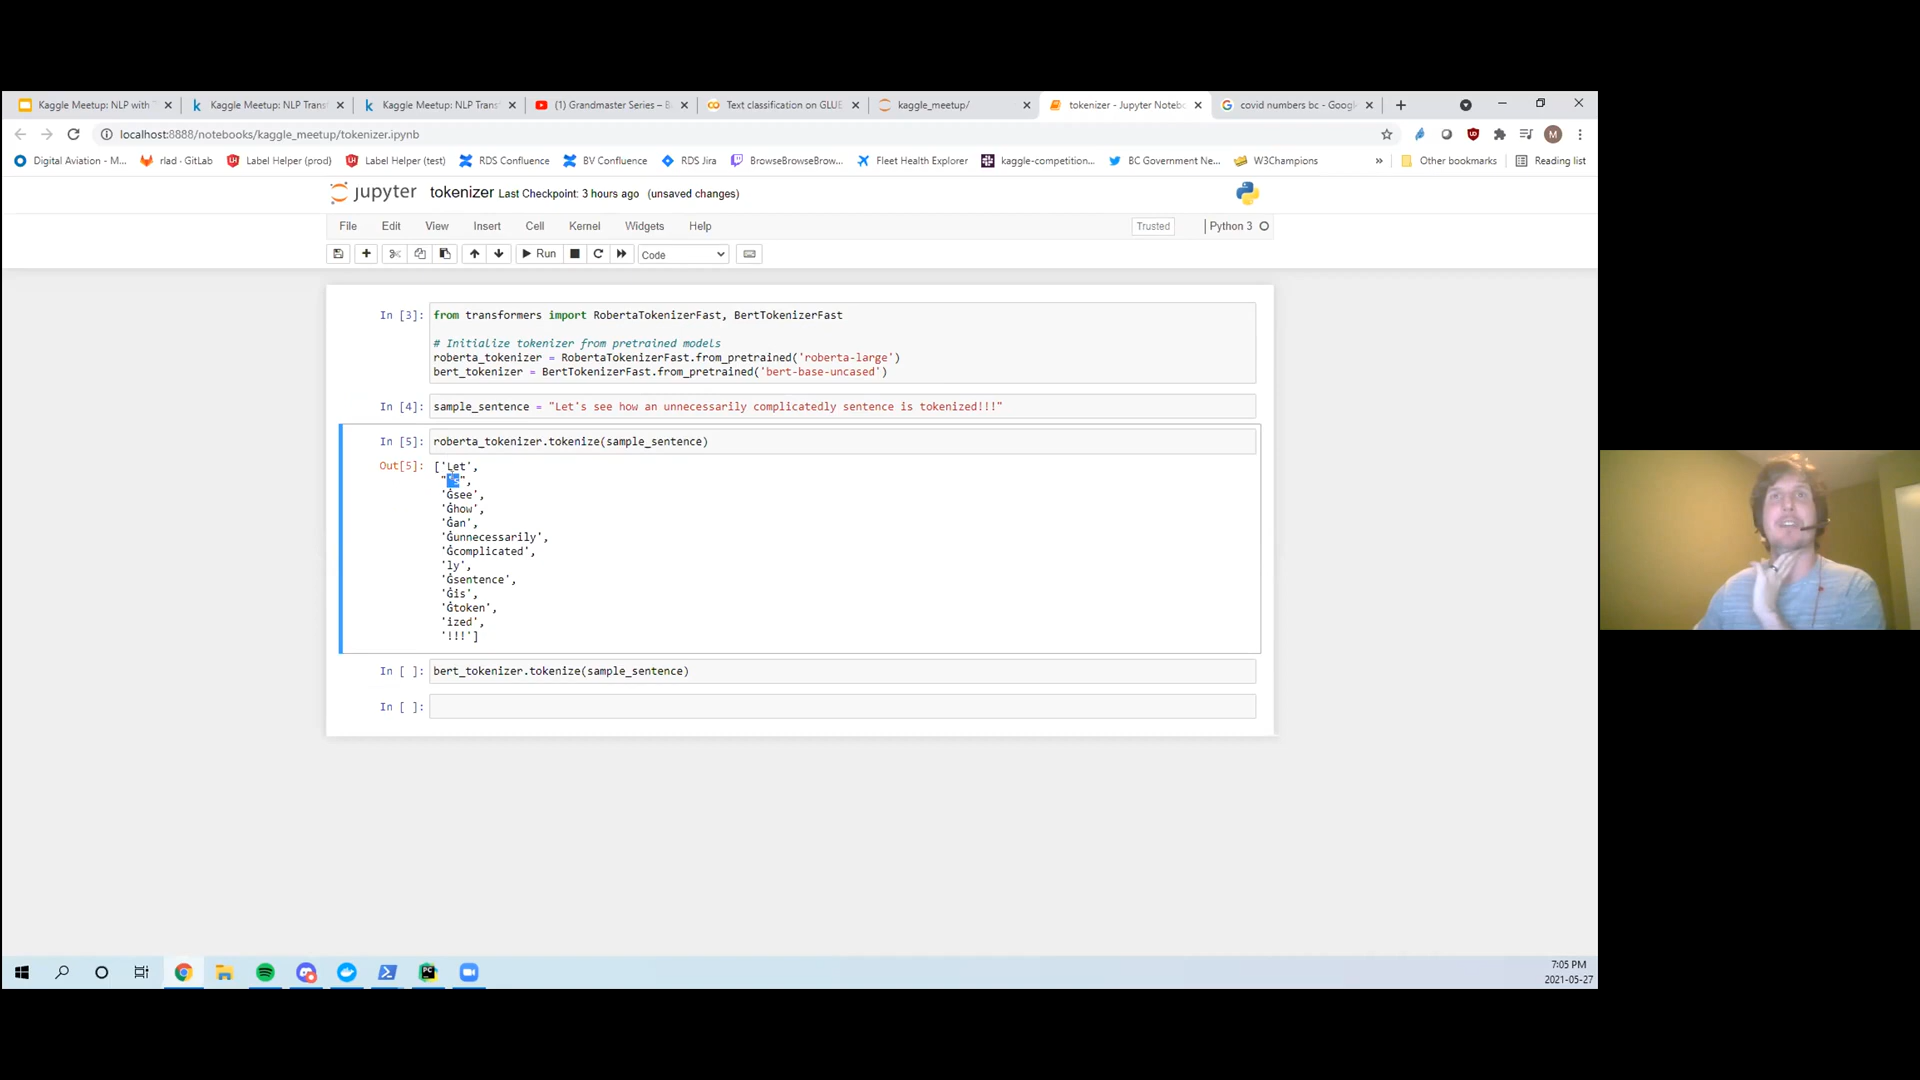 Kaggle Meetup: NLP with T
Kaggle Meetup: NLP Transf
Kaggle Meetup: NLP Trans
(1) Grandmaster Series – B
Text classification on GLUE
kaggle_meetup/
tokenizer - Jupyter Notebo
covid numbers bc - Googl
localhost:8888/notebooks/kaggle_meetup/tokenizer.ipynb
M
Digital Aviation - M...
rlad · GitLab
Label Helper (prod)
Label Helper (test)
RDS Confluence
BV Confluence
RDS Jira
BrowseBrowseBrow...
Fleet Health Explorer
kaggle-competition...
BC Government Ne...
W3Champions
»
Other bookmarks
Reading list
jupyter tokenizer Last Checkpoint: 3 hours ago (unsaved changes)
File Edit View Insert Cell Kernel Widgets Help
Trusted
Python 3
Run
Code
In [3]: from transformers import RobertaTokenizerFast, BertTokenizerFast
# Initialize tokenizer from pretrained models
roberta_tokenizer = RobertaTokenizerFast.from_pretrained('roberta-large')
bert_tokenizer = BertTokenizerFast.from_pretrained('bert-base-uncased')
In [4]: sample_sentence = "Let's see how an unnecessarily complicatedly sentence is tokenized!!!"
In [5]: roberta_tokenizer.tokenize(sample_sentence)
Out[5]: ['Let',
"'s",
'Ġsee',
'Ġhow',
'Ġan',
'Ġunnecessarily',
'Ġcomplicated',
'ly',
'Ġsentence',
'Ġis',
'Ġtoken',
'ized',
'!!!']
In [ ]: bert_tokenizer.tokenize(sample_sentence)
In [ ]:
7:05 PM
2021-05-27